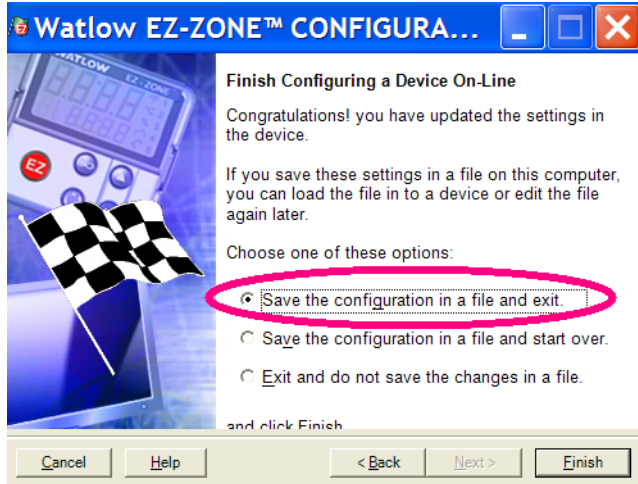 Watlow EZ-ZONE™ CONFIGURA...
WATLOW EZ-ZONE
EZ
Finish Configuring a Device On-Line
Congratulations! you have updated the settings in
the device.
If you save these settings in a file on this computer,
you can load the file in to a device or edit the file
again later.
Choose one of these options:
Save the configuration in a file and exit.
Save the configuration in a file and start over.
Exit and do not save the changes in a file.
and click Finish
Cancel
Help
< Back
Next >
Finish